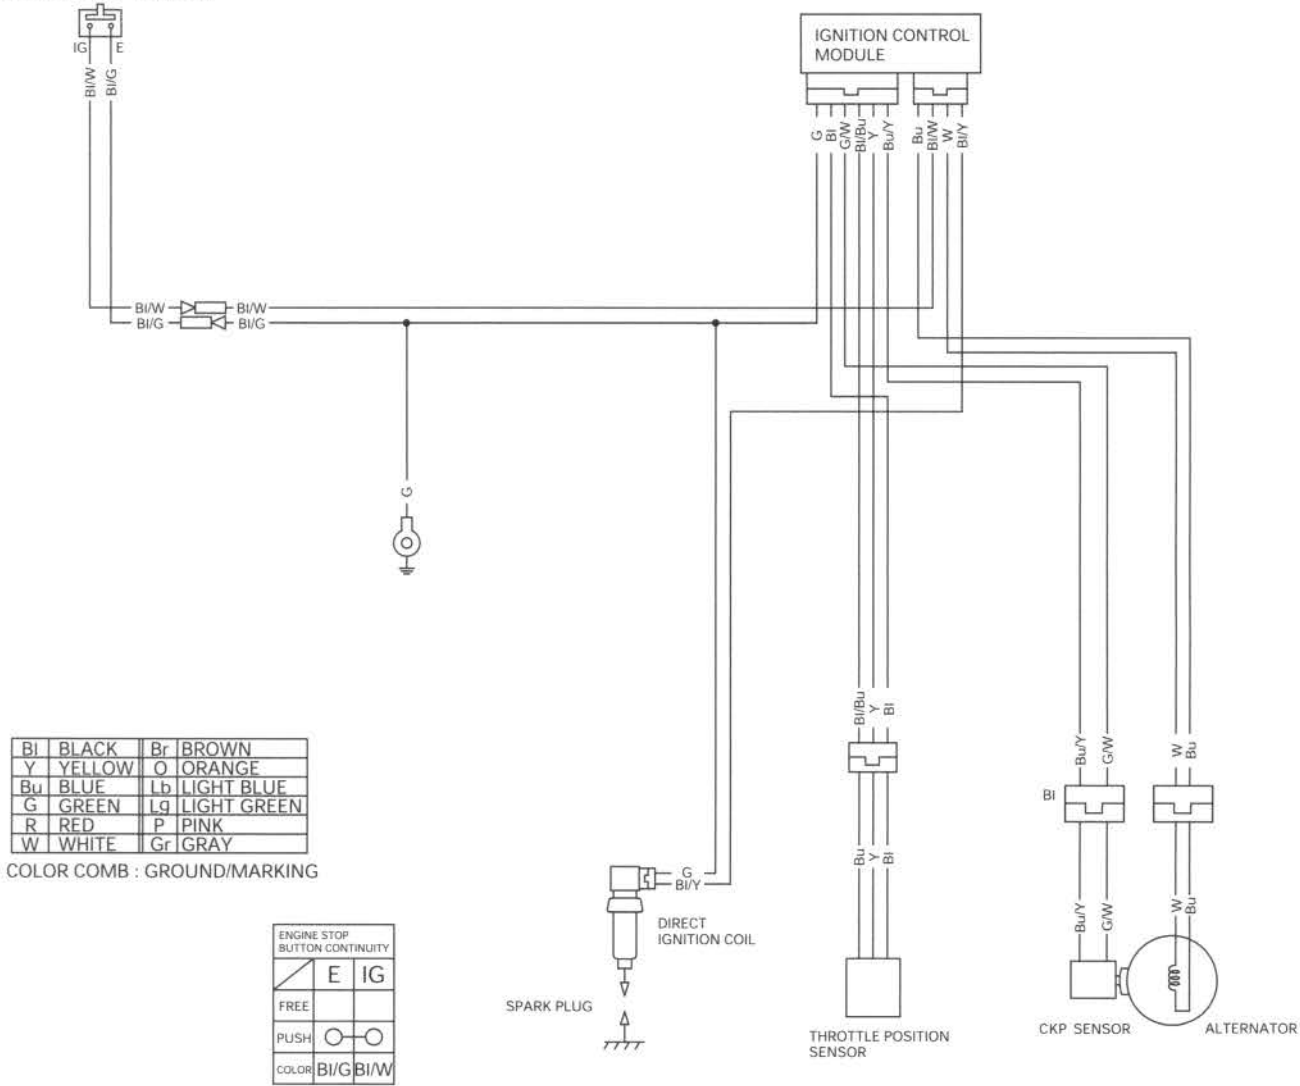 IGNITION CONTROL
MODULE
IG E
Bl/W
Bl/G
G
Bl
G/W
Bl/Bu
Y
Bu/Y
Bu
Bl/W
W
Bl/Y
Bl/W Bl/W
Bl/G Bl/G
G
Bl/Bu
Y
Bl
Bu/Y
G/W
W
Bu
Bl
Bl BLACK Br BROWN
Y YELLOW O ORANGE
Bu BLUE Lb LIGHT BLUE
G GREEN Lg LIGHT GREEN
R RED P PINK
W WHITE Gr GRAY
COLOR COMB : GROUND/MARKING
Bu
Y
Bl
G
Bl/Y
Bu/Y
G/W
W
Bu
DIRECT
IGNITION COIL
ENGINE STOP
BUTTON CONTINUITY
E IG
FREE
PUSH
COLOR Bl/G Bl/W
SPARK PLUG
THROTTLE POSITION
SENSOR
CKP SENSOR
ALTERNATOR